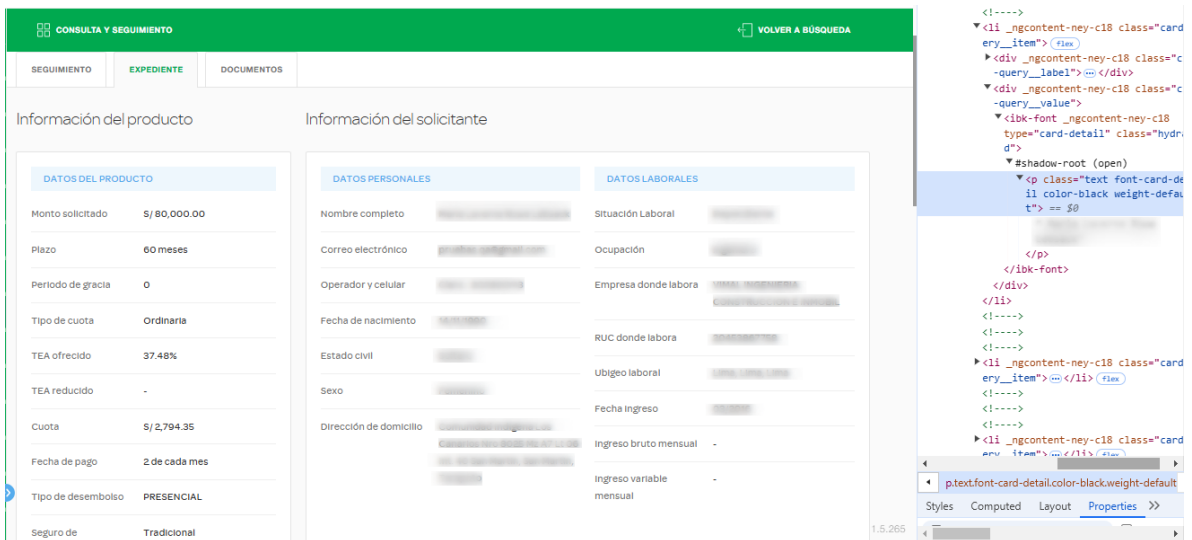 CONSULTA Y SEGUIMIENTO
VOLVER A BÚSQUEDA
SEGUIMIENTO
EXPEDIENTE
DOCUMENTOS
Información del producto
DATOS DEL PRODUCTO
Monto solicitado S/ 80,000.00
Plazo 60 meses
Periodo de gracia 0
Tipo de cuota Ordinaria
TEA ofrecido 37.48%
TEA reducido -
Cuota S/ 2,794.35
Fecha de pago 2 de cada mes
Tipo de desembolso PRESENCIAL
Seguro de Tradicional
Información del solicitante
DATOS PERSONALES
Nombre completo
Correo electrónico
Operador y celular
Fecha de nacimiento
Estado civil
Sexo
Dirección de domicilio
DATOS LABORALES
Situación Laboral
Ocupación
Empresa donde labora
RUC donde labora
Ubigeo laboral
Fecha ingreso
Ingreso bruto mensual -
Ingreso variable -
mensual
1.5.265
<!---->
<li _ngcontent-ney-c18 class="card
ery__item"> flex
<div _ngcontent-ney-c18 class="c
-query__label"> … </div>
<div _ngcontent-ney-c18 class="c
-query__value">
<ibk-font _ngcontent-ney-c18
type="card-detail" class="hydra
d">
#shadow-root (open)
<p class="text font-card-de
il color-black weight-defau
t"> == $0
</p>
</ibk-font>
</div>
</li>
<!---->
<!---->
<!---->
<li _ngcontent-ney-c18 class="card
ery__item"> … </li> flex
<!---->
<!---->
<!---->
<li _ngcontent-ney-c18 class="card
ery__item"> … </li> flex
p.text.font-card-detail.color-black.weight-default
Styles Computed Layout Properties >>